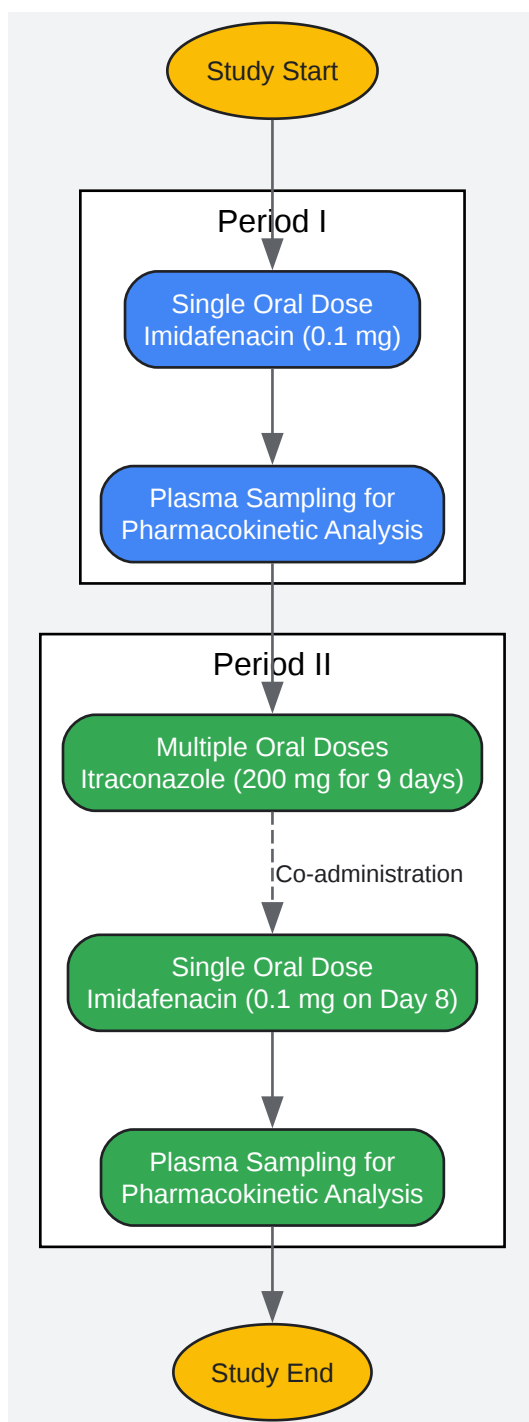 Study Start
Period I
Single Oral Dose
Imidafenacin (0.1 mg)
Plasma Sampling for
Pharmacokinetic Analysis
Period II
Multiple Oral Doses
Itraconazole (200 mg for 9 days)
Co-administration
Single Oral Dose
Imidafenacin (0.1 mg on Day 8)
Plasma Sampling for
Pharmacokinetic Analysis
Study End